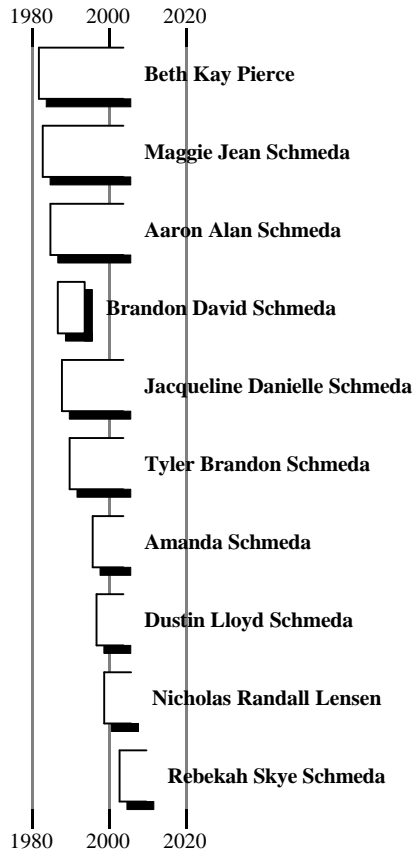 1980 2000 2020
Beth Kay Pierce
Maggie Jean Schmeda
Aaron Alan Schmeda
Brandon David Schmeda
Jacqueline Danielle Schmeda
Tyler Brandon Schmeda
Amanda Schmeda
Dustin Lloyd Schmeda
Nicholas Randall Lensen
Rebekah Skye Schmeda
1980 2000 2020